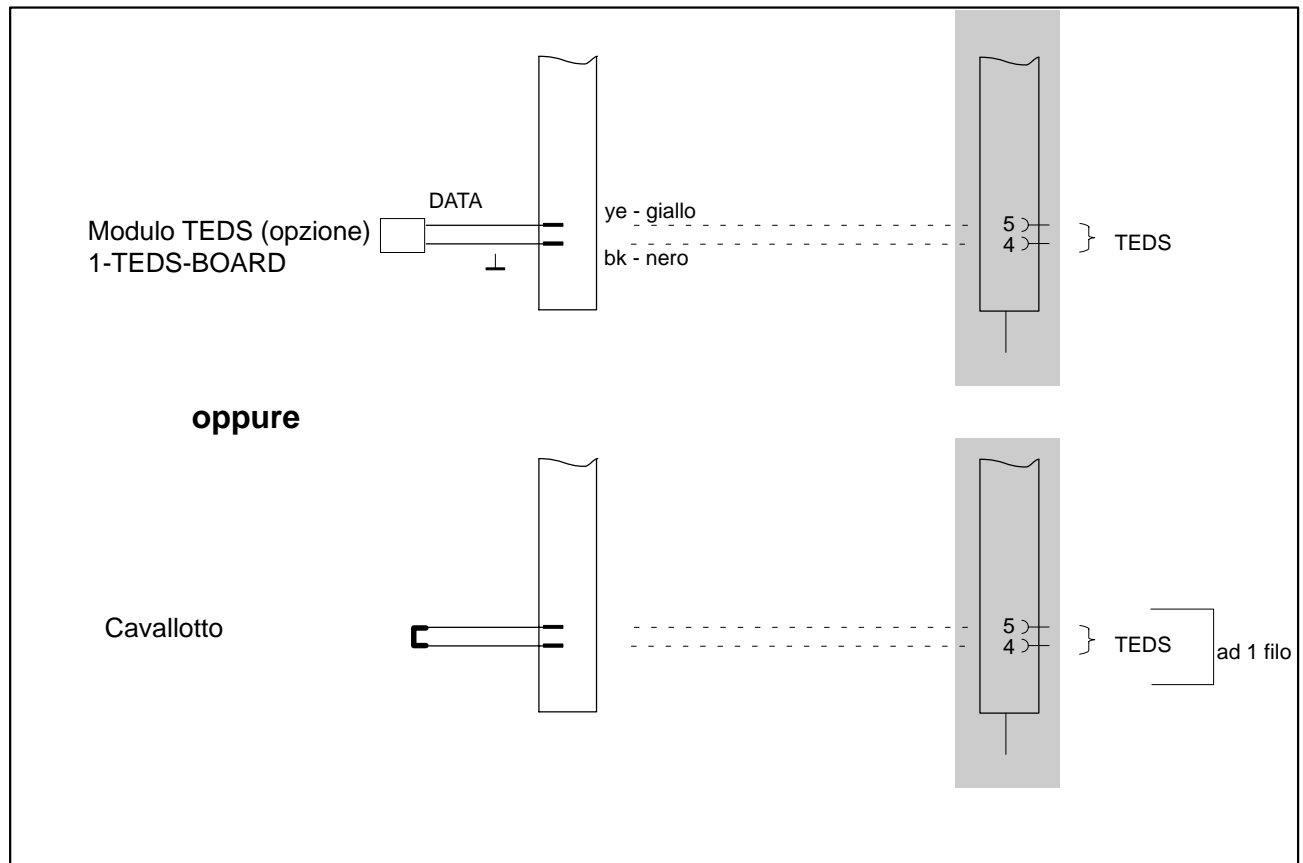 DATA
ye - giallo
Modulo TEDS (opzione)
1-TEDS-BOARD
bk - nero
5
4
TEDS
oppure
Cavallotto
5
4
TEDS
ad 1 filo